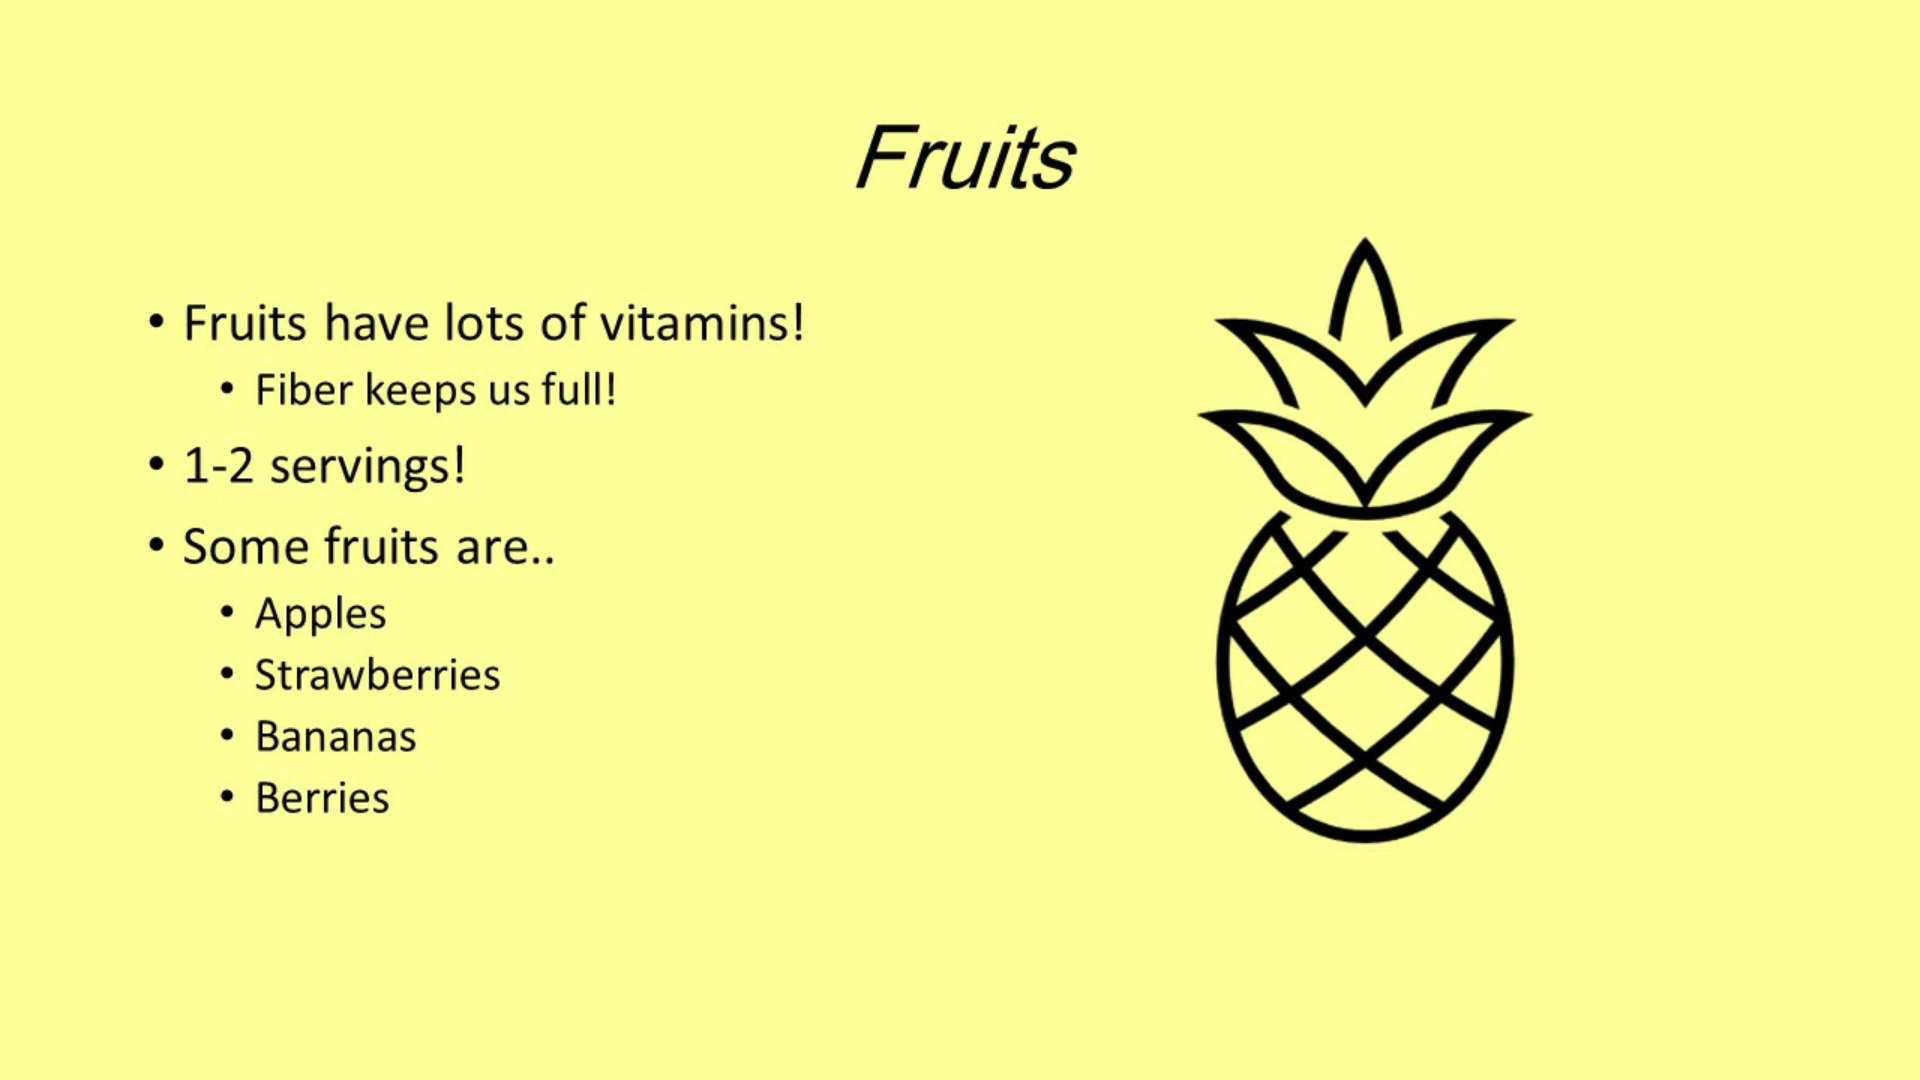 Fruits
• Fruits have lots of vitamins!
• Fiber keeps us full!
• 1-2 servings!
• Some fruits are..
• Apples
• Strawberries
• Bananas
• Berries